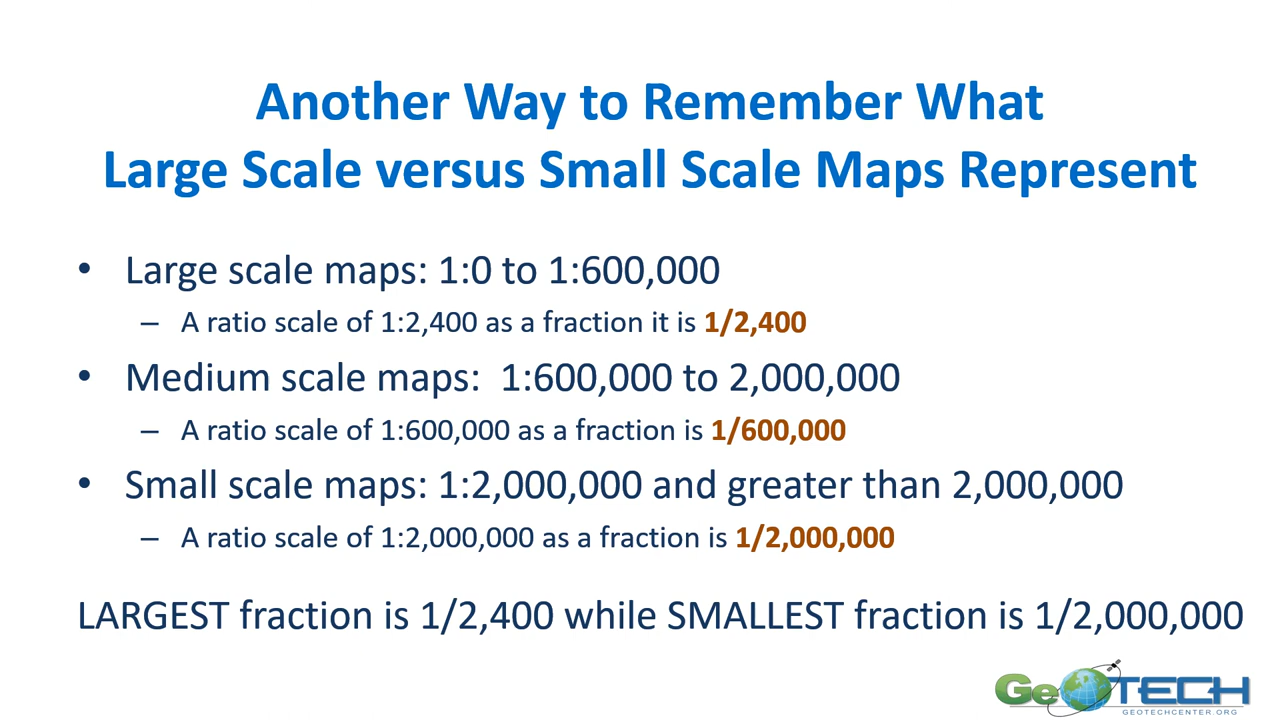 Another Way to Remember What
Large Scale versus Small Scale Maps Represent
• Large scale maps: 1:0 to 1:600,000
– A ratio scale of 1:2,400 as a fraction it is 1/2,400
• Medium scale maps:  1:600,000 to 2,000,000
– A ratio scale of 1:600,000 as a fraction is 1/600,000
• Small scale maps: 1:2,000,000 and greater than 2,000,000
– A ratio scale of 1:2,000,000 as a fraction is 1/2,000,000
LARGEST fraction is 1/2,400 while SMALLEST fraction is 1/2,000,000
GeoTECH
GEOTECHCENTER.ORG